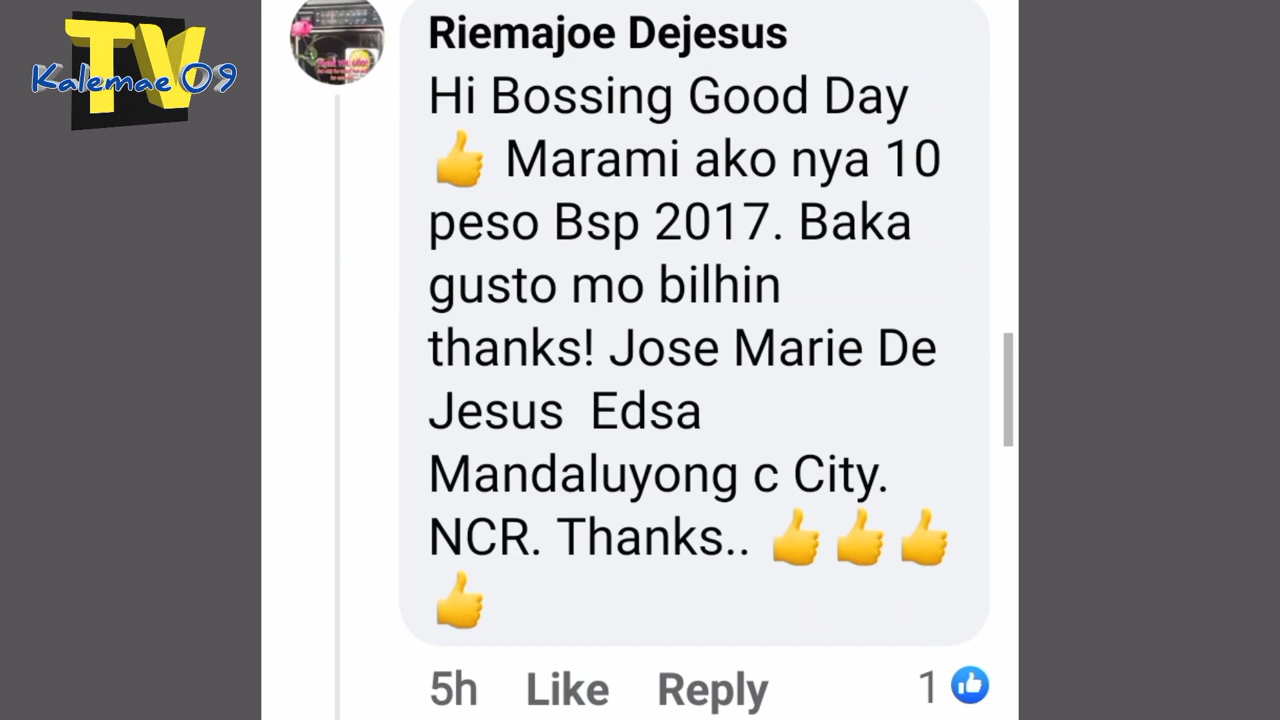 TV
Kalemae 09
Riemajoe Dejesus
Hi Bossing Good Day
👍 Marami ako nya 10
peso Bsp 2017. Baka
gusto mo bilhin
thanks! Jose Marie De
Jesus  Edsa
Mandaluyong c City.
NCR. Thanks.. 👍👍👍
👍
5h Like Reply 1